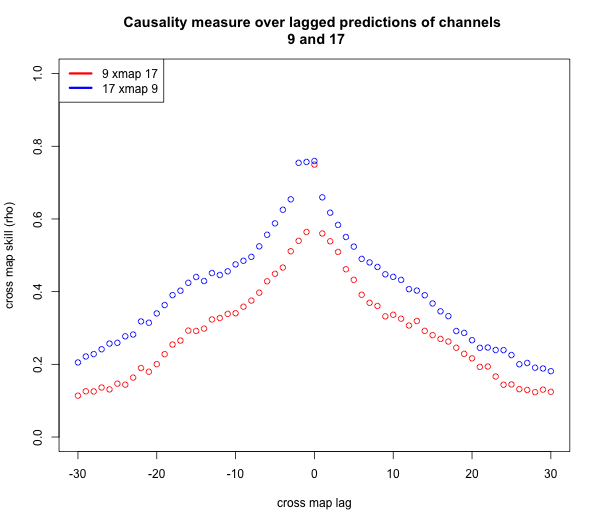 Causality measure over lagged predictions of channels
9 and 17
9 xmap 17
17 xmap 9
1.0
0.8
0.6
0.4
0.2
0.0
cross map skill (rho)
-30 -20 -10 0 10 20 30
cross map lag